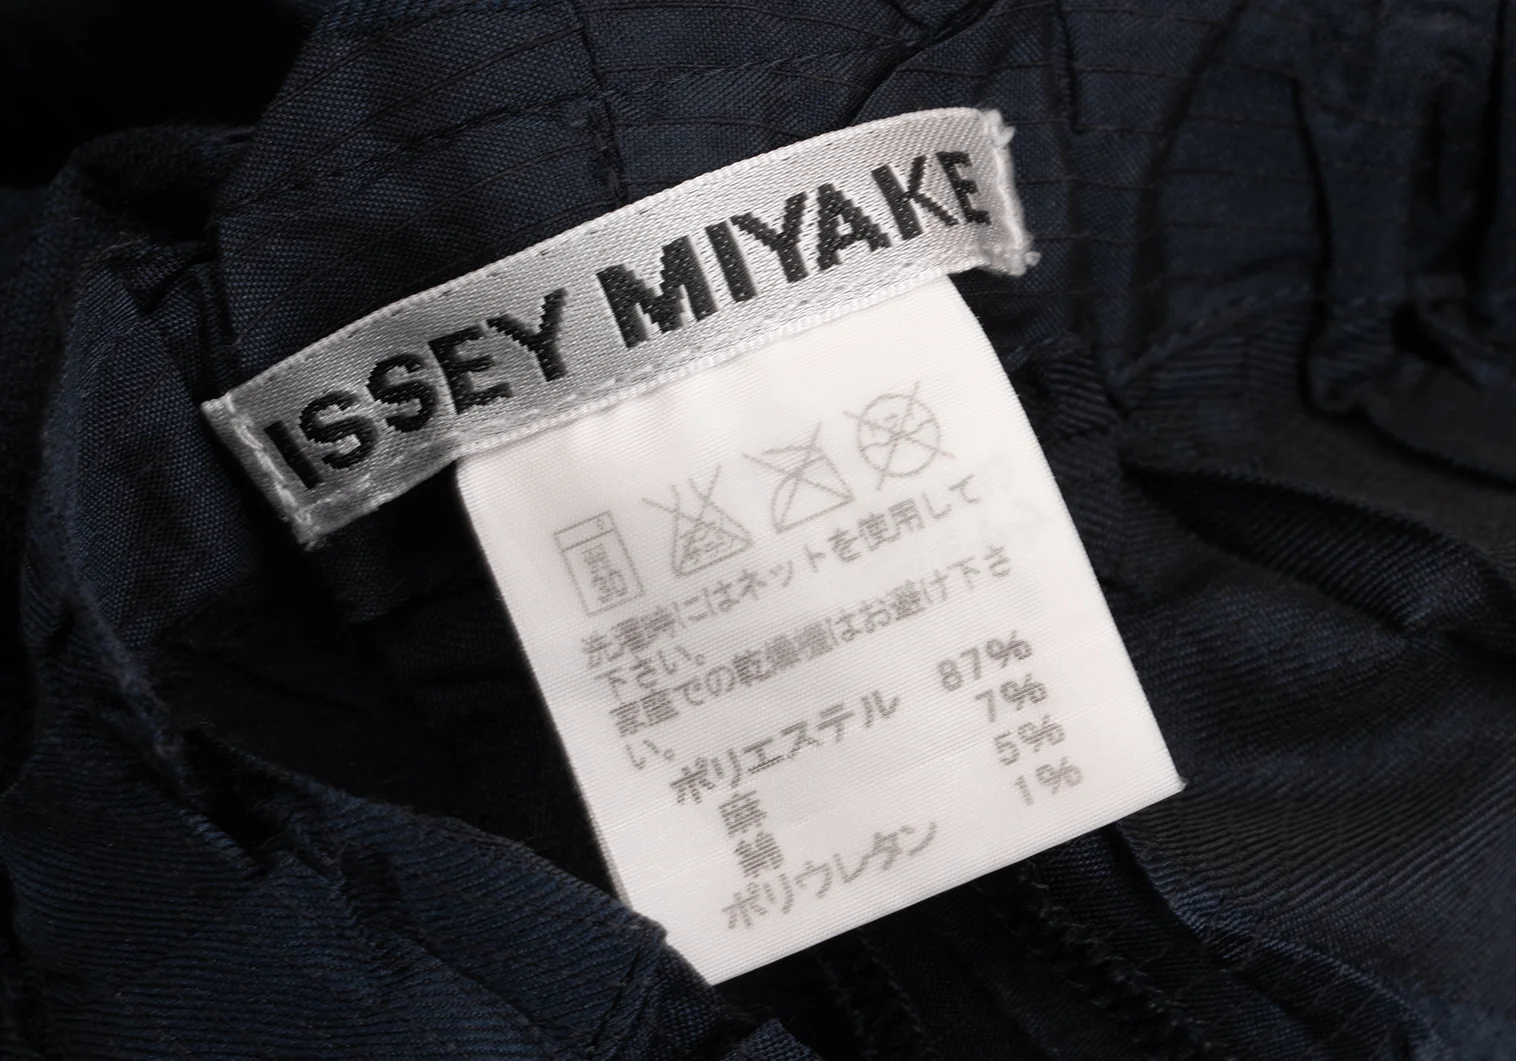 ISSEY MIYAKE
洗濯時にはネットを使用して
下さい。
家庭での乾燥機はお避け下さ
い。
ポリエステル 87%
麻 7%
綿 5%
ポリウレタン 1%